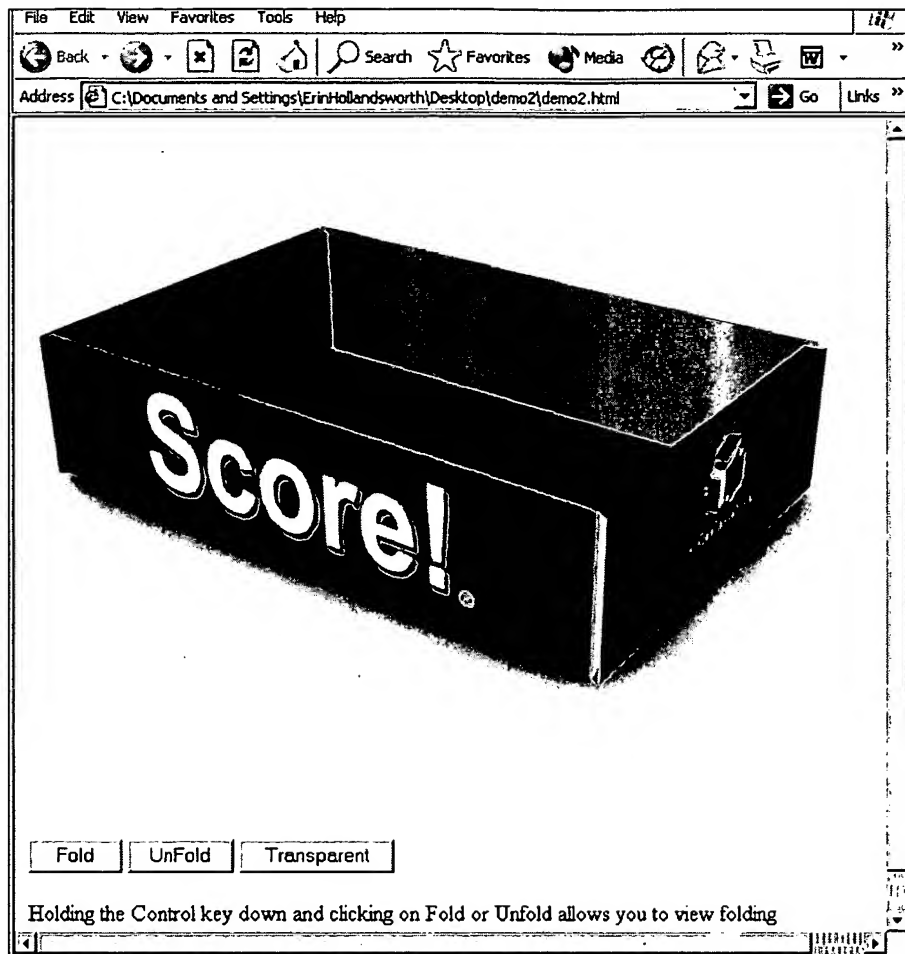 File Edit View Favorites Tools Help
Back Search Favorites Media
Address C:\Documents and Settings\ErinHollandsworth\Desktop\demo2\demo2.html Go Links »
Score!®
Fold UnFold Transparent
Holding the Control key down and clicking on Fold or Unfold allows you to view folding